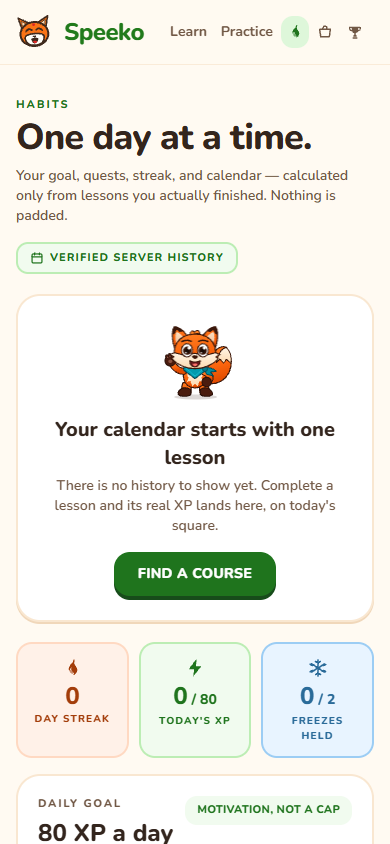 Speeko Learn Practice
HABITS
One day at a time.
Your goal, quests, streak, and calendar — calculated
only from lessons you actually finished. Nothing is
padded.
VERIFIED SERVER HISTORY
Your calendar starts with one
lesson
There is no history to show yet. Complete a
lesson and its real XP lands here, on today's
square.
FIND A COURSE
0
DAY STREAK
0 / 80
TODAY'S XP
0 / 2
FREEZES
HELD
DAILY GOAL
MOTIVATION, NOT A CAP
80 XP a day